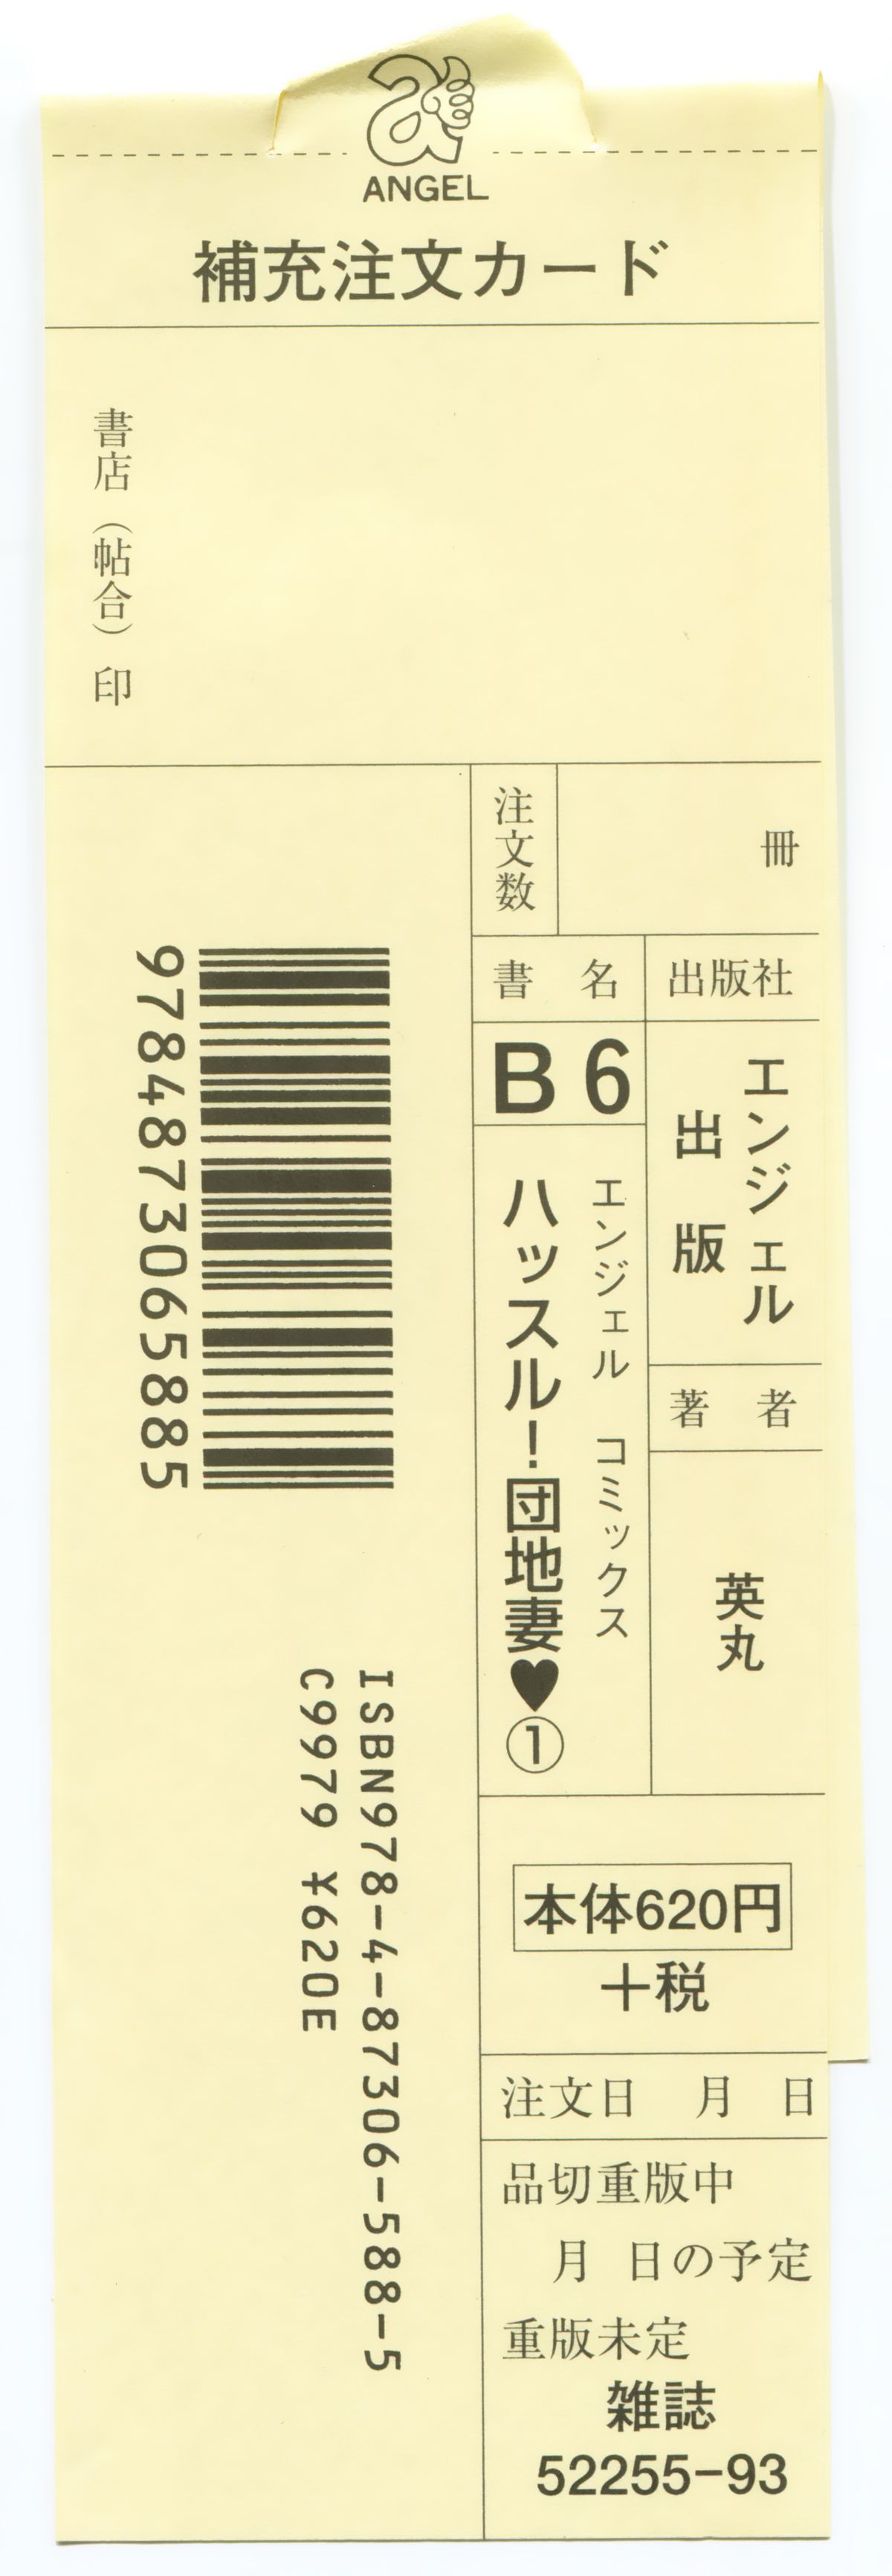 ANGEL
補充注文カード
書店（帖合）印
注文数
冊
書名
出版社
B6
エンジェル出版
エンジェル コミックス
ハッスル！団地妻♥①
著者
英丸
9784873065885
ISBN978-4-87306-588-5
C9979 ¥620E
本体620円
＋税
注文日 月 日
品切重版中
月 日の予定
重版未定
雑誌
52255-93